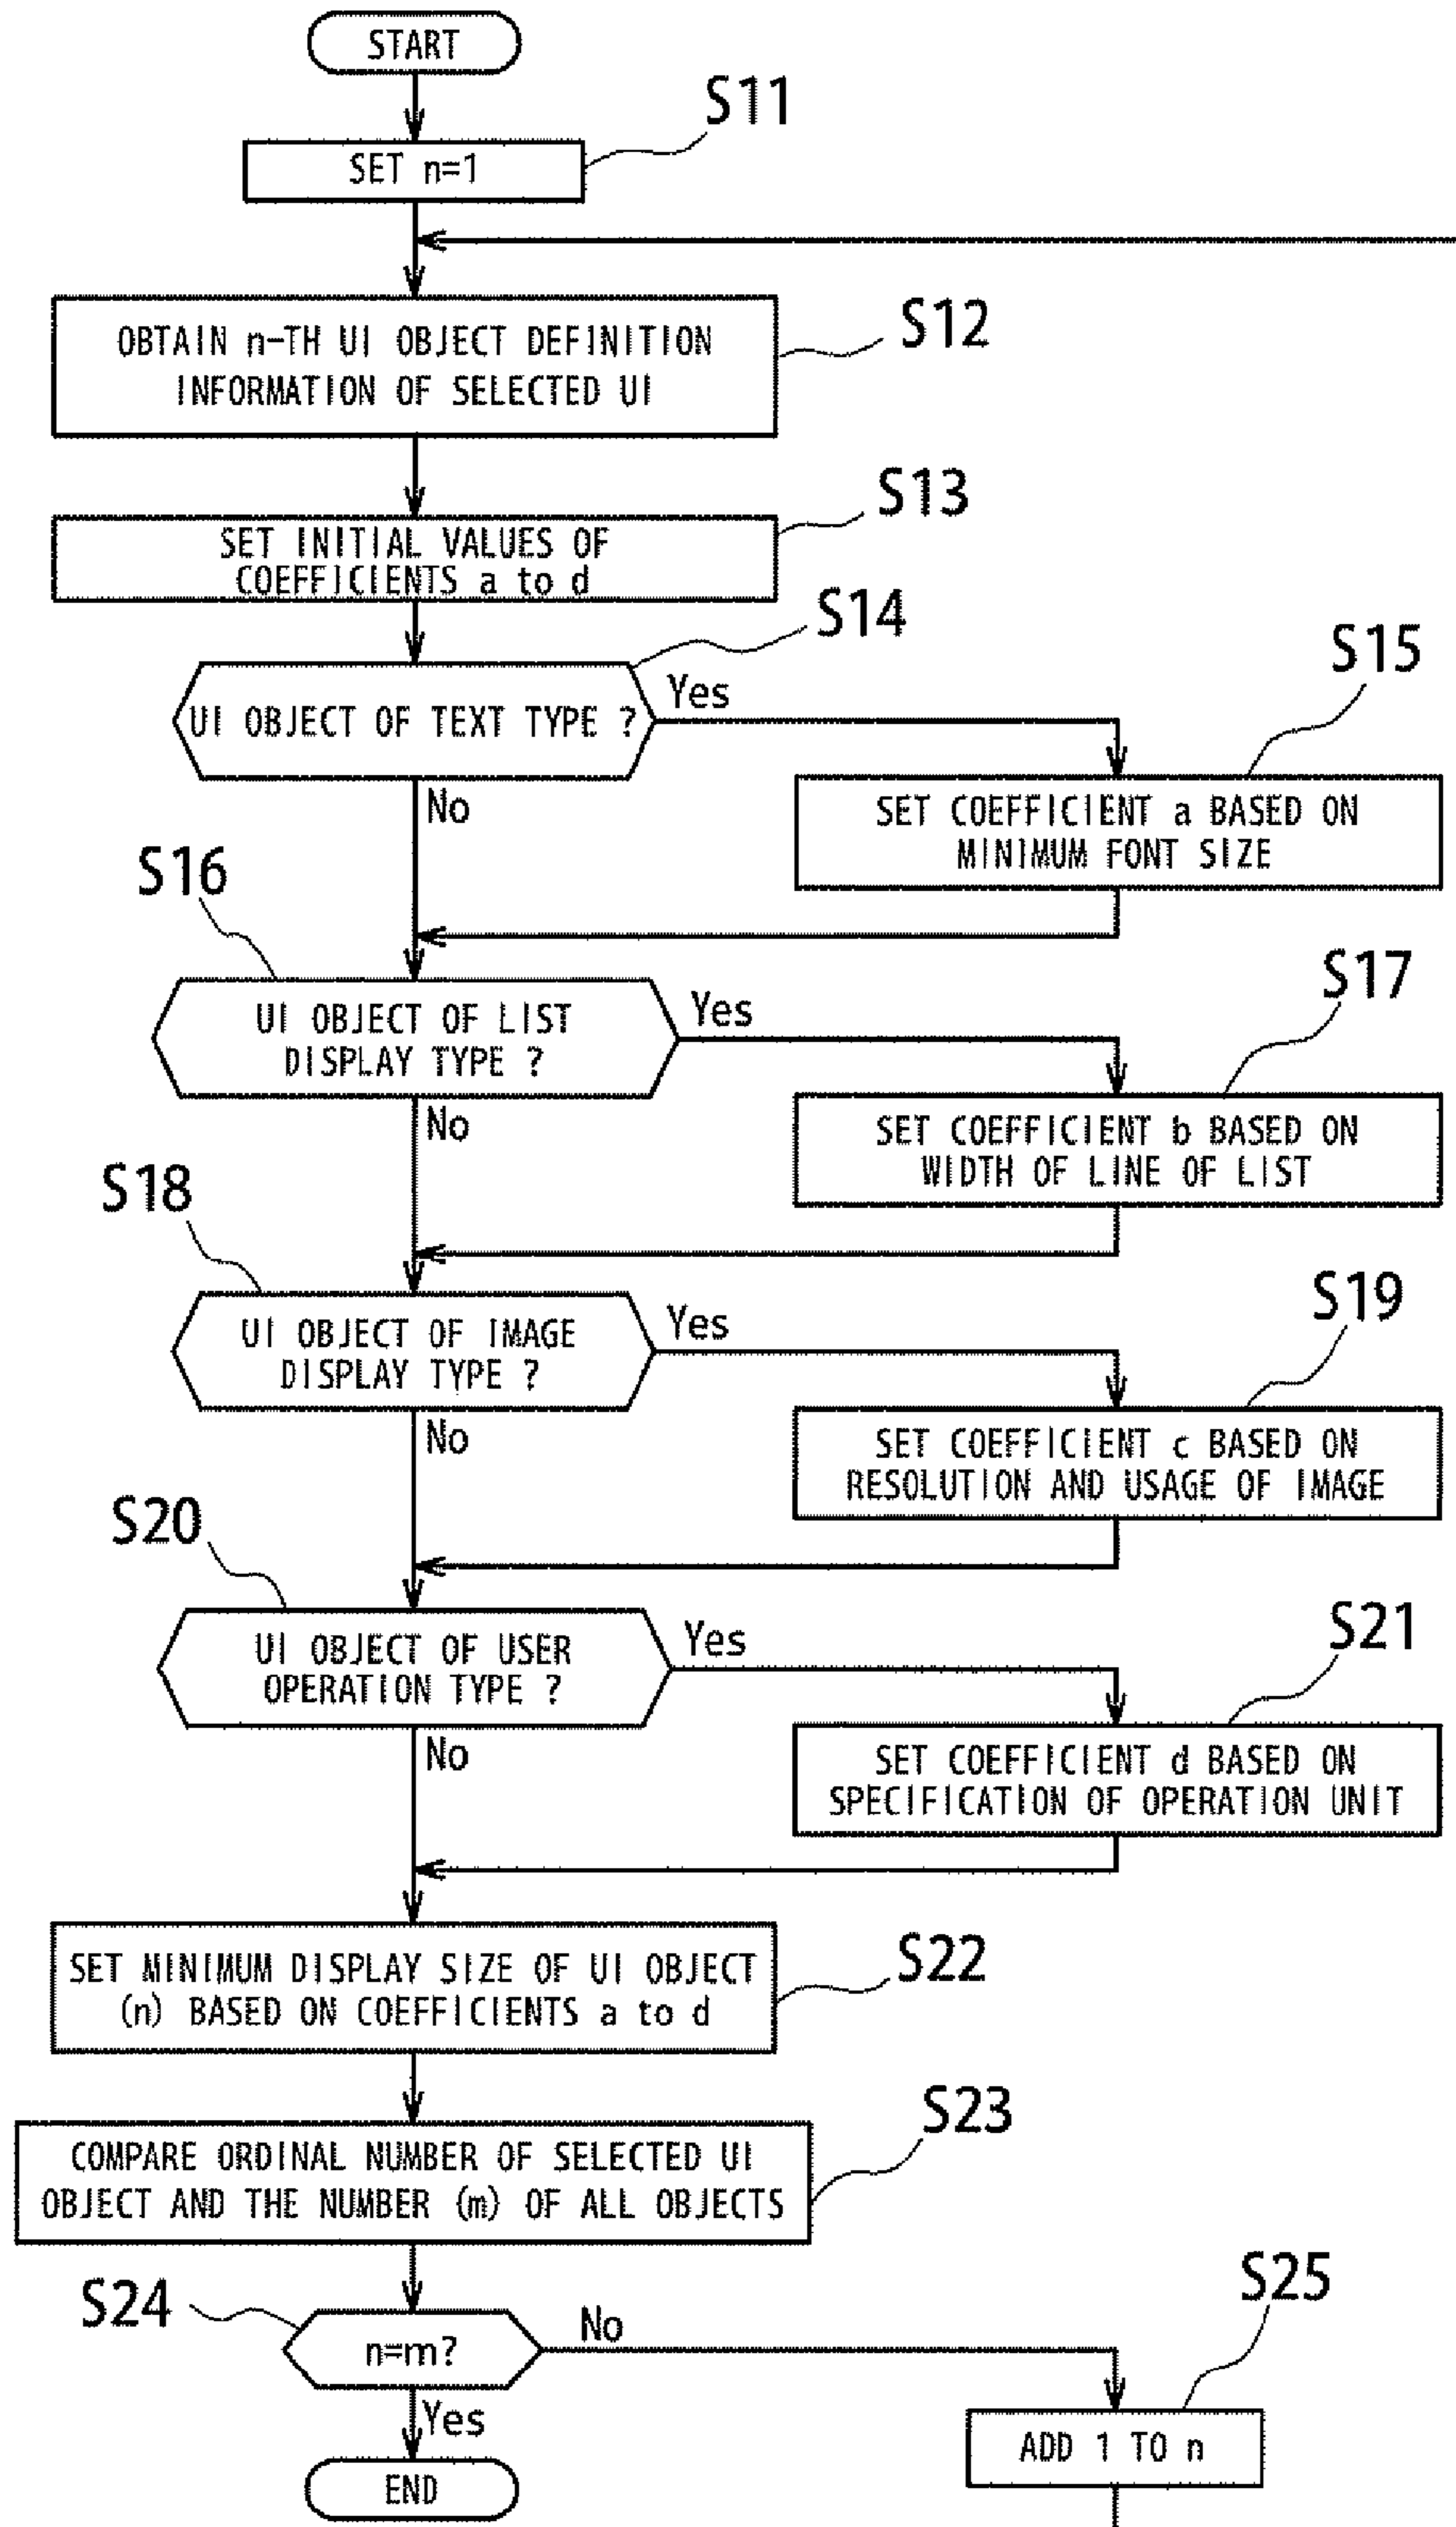 START
S11
SET n=1
S12
OBTAIN n-TH UI OBJECT DEFINITION
INFORMATION OF SELECTED UI
S13
SET INITIAL VALUES OF
COEFFICIENTS a to d
S14
UI OBJECT OF TEXT TYPE ?
Yes
No
S15
SET COEFFICIENT a BASED ON
MINIMUM FONT SIZE
S16
UI OBJECT OF LIST
DISPLAY TYPE ?
Yes
No
S17
SET COEFFICIENT b BASED ON
WIDTH OF LINE OF LIST
S18
UI OBJECT OF IMAGE
DISPLAY TYPE ?
Yes
No
S19
SET COEFFICIENT c BASED ON
RESOLUTION AND USAGE OF IMAGE
S20
UI OBJECT OF USER
OPERATION TYPE ?
Yes
No
S21
SET COEFFICIENT d BASED ON
SPECIFICATION OF OPERATION UNIT
S22
SET MINIMUM DISPLAY SIZE OF UI OBJECT
(n) BASED ON COEFFICIENTS a to d
S23
COMPARE ORDINAL NUMBER OF SELECTED UI
OBJECT AND THE NUMBER (m) OF ALL OBJECTS
S24
n=m?
No
Yes
S25
ADD 1 TO n
END